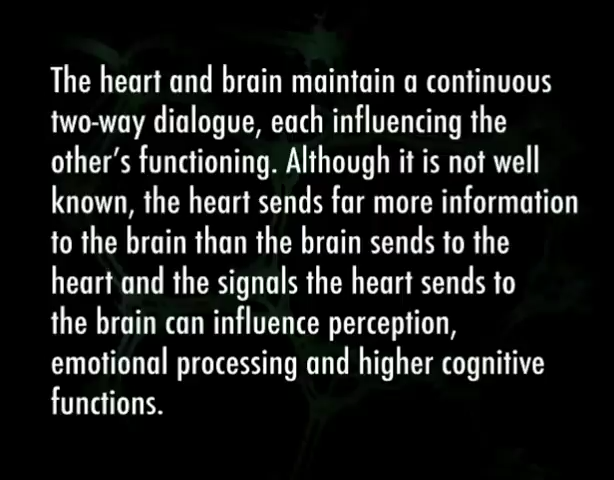 The heart and brain maintain a continuous
two-way dialogue, each influencing the
other's functioning. Although it is not well
known, the heart sends far more information
to the brain than the brain sends to the
heart and the signals the heart sends to
the brain can influence perception,
emotional processing and higher cognitive
functions.